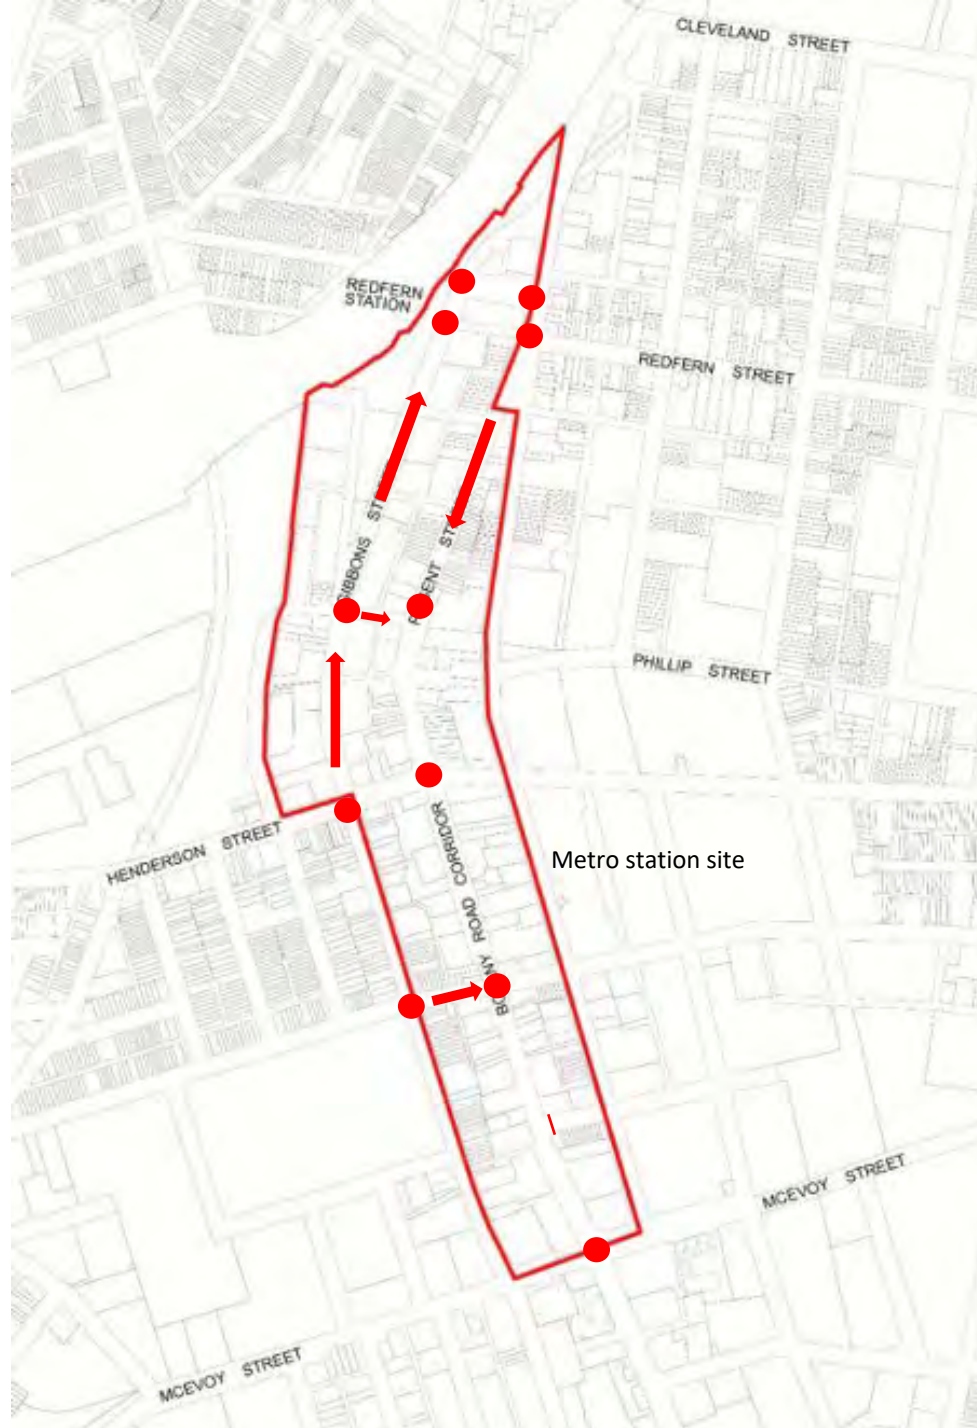 CLEVELAND STREET
REDFERN
STATION
REDFERN STREET
GIBBONS
PHILLIP STREET
HENDERSON STREET
Metro station site
ROAD CORRIDOR
MCEVOY STREET
MCEVOY STREET